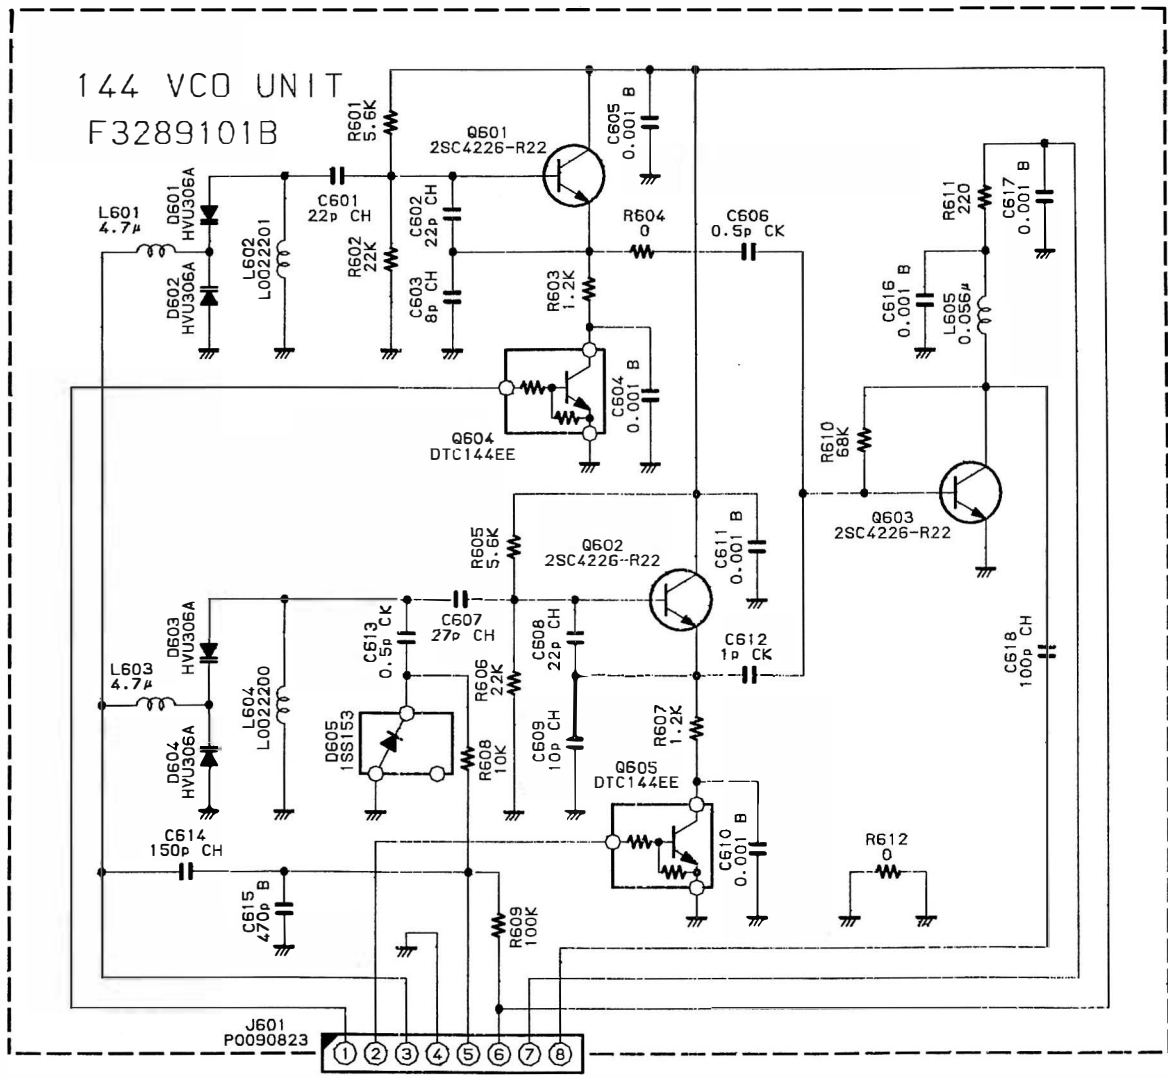 144 VCO UNIT
F3289101B
R601
5.6K
Q601
2SC4226-R22
C605
0.001 B
D601
HVU306A
L601
4.7μ
D602
HVU306A
L602
L0022201
C601
22p CH
R602
22K
C602
22p CH
C603
8p CH
R604
0
C606
0.5p CK
R603
1.2K
R611
220
C617
0.001 B
C616
0.001 B
L605
0.056μ
C604
0.001 B
Q604
DTC144EE
R610
68K
Q603
2SC4226-R22
R605
5.6K
Q602
2SC4226-R22
C611
0.001 B
D603
HVU306A
L603
4.7μ
D604
HVU306A
L604
L0022200
C613
0.5p CK
C607
27p CH
R606
22K
C608
22p CH
C612
1p CK
C618
100p CH
D605
1SS153
R608
10K
C609
10p CH
R607
1.2K
Q605
DTC144EE
C610
0.001 B
C614
150p CH
C615
470p B
R609
100K
R612
0
J601
P0090823
1 2 3 4 5 6 7 8